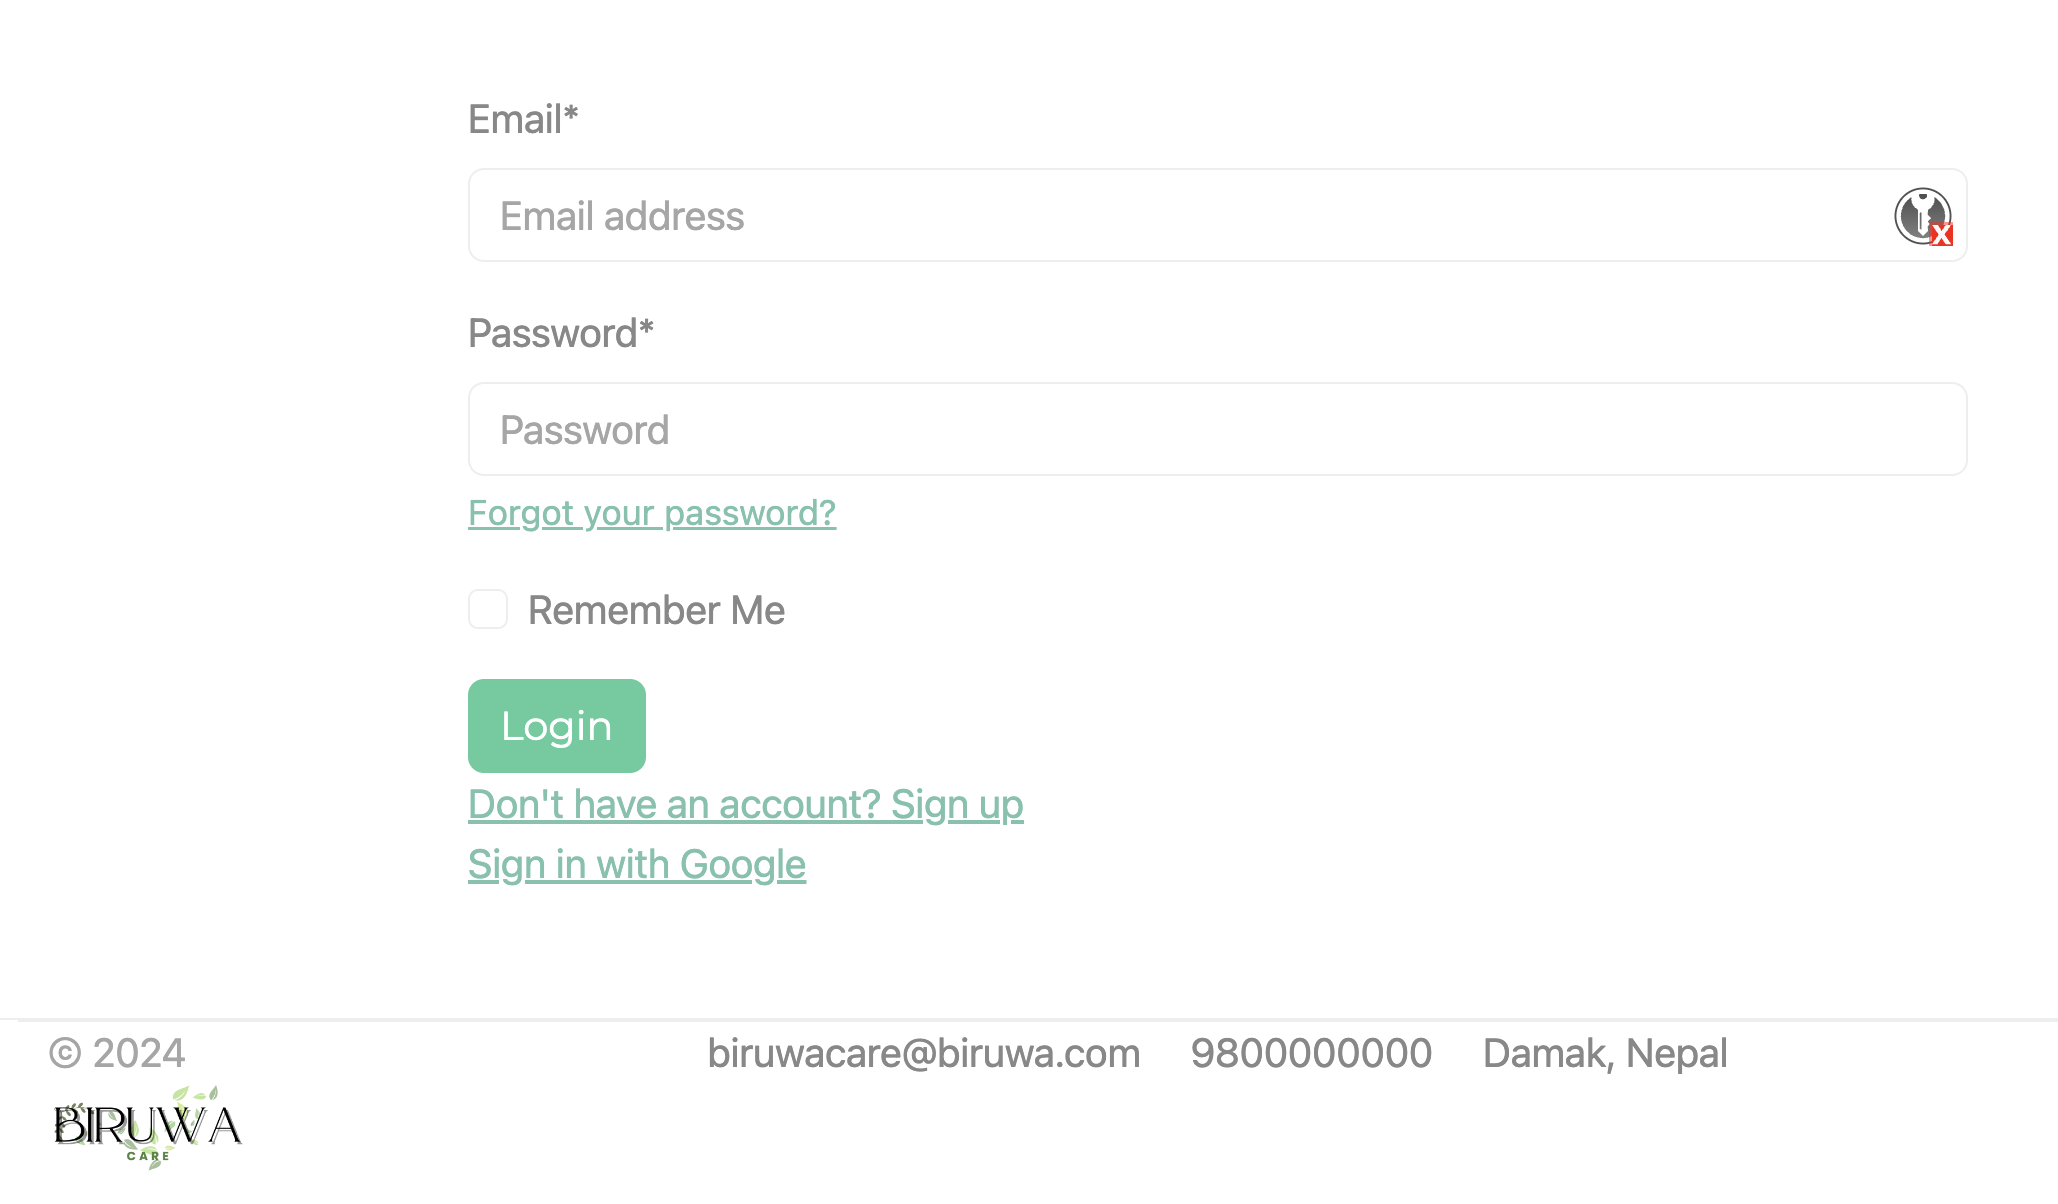 Email*
Email address
Password*
Password
Forgot your password?
Remember Me
Login
Don't have an account? Sign up
Sign in with Google
© 2024 biruwacare@biruwa.com 9800000000 Damak, Nepal
BIRUWA
CARE